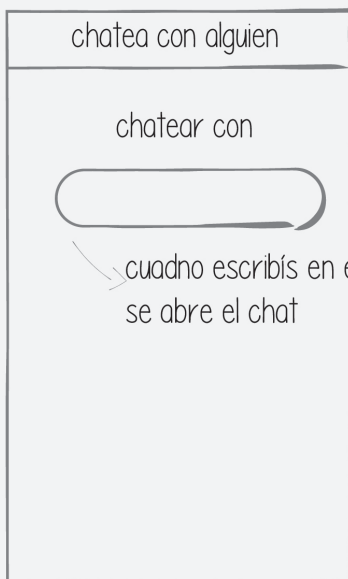 chatea con alguien
chatear con
cuadno escribís en e
se abre el chat